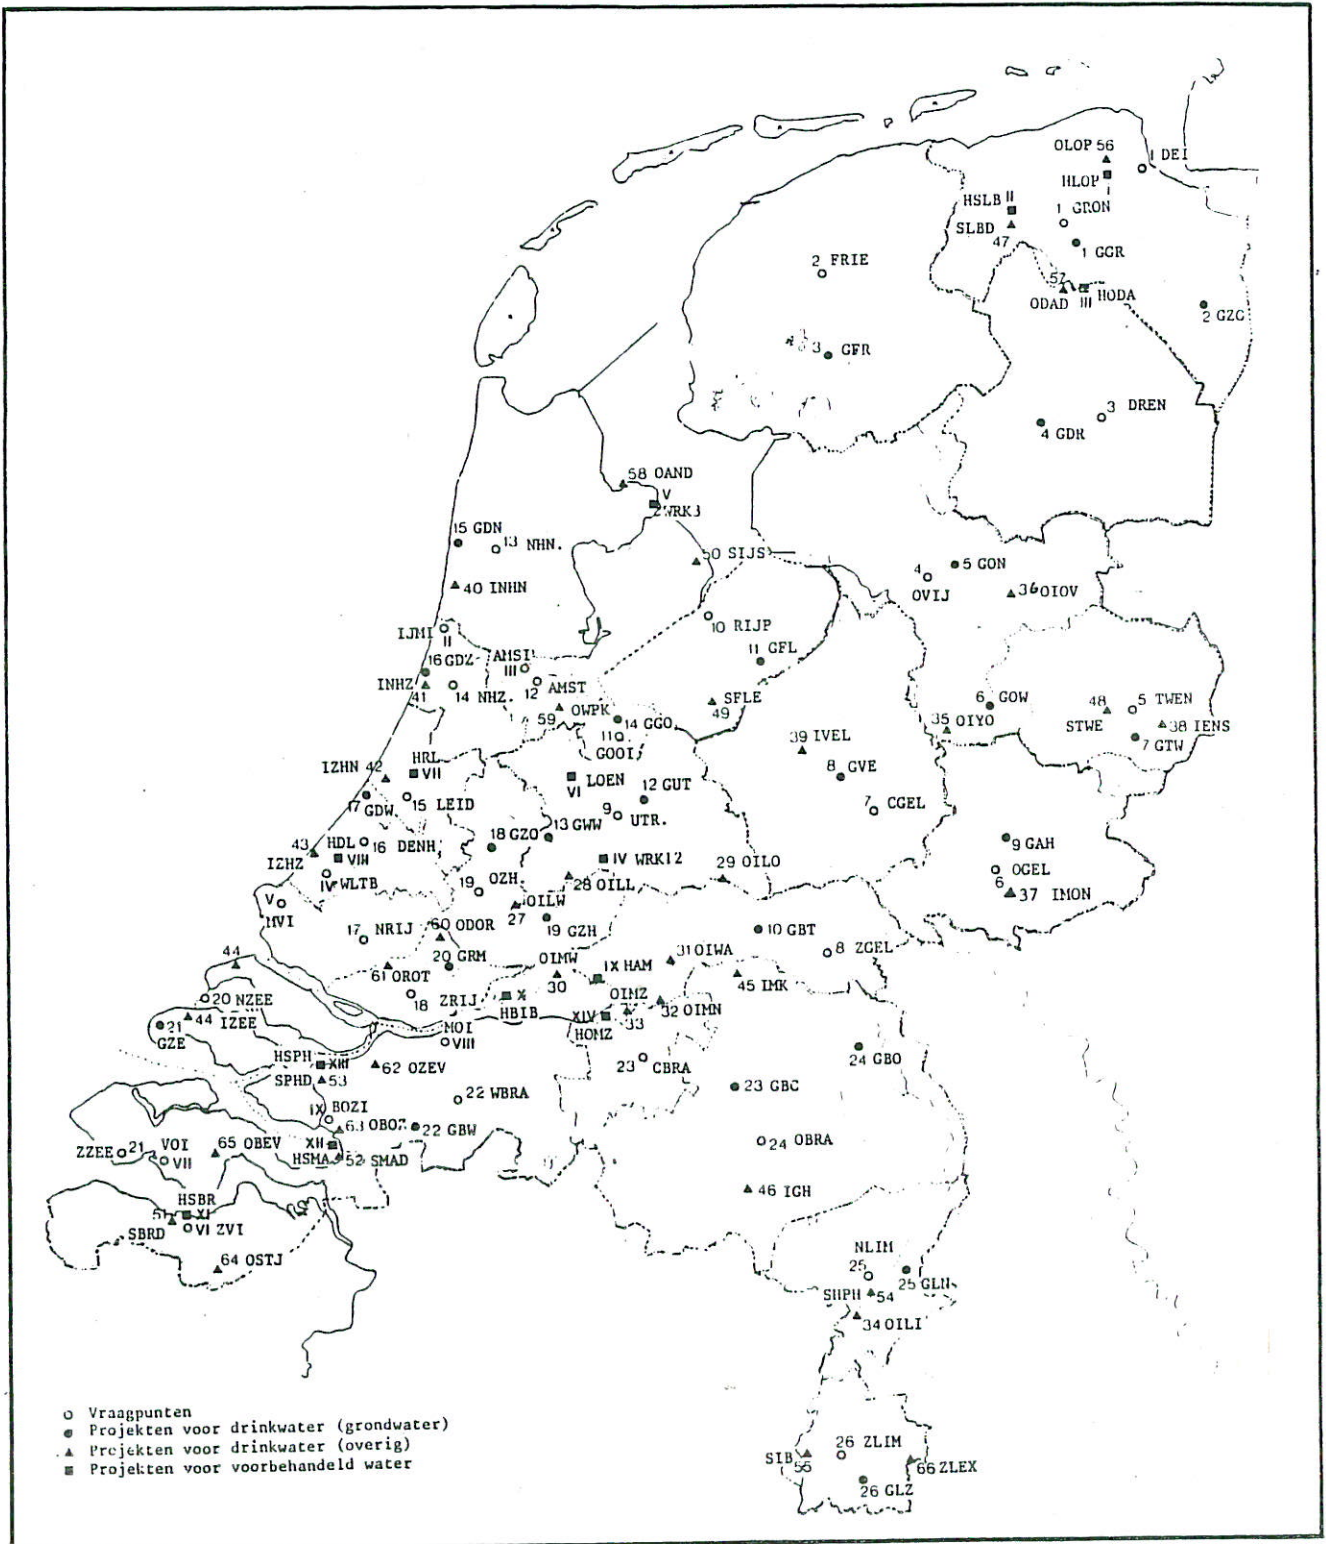 OLOP 56
I DEI
HLOP
I
HSLB II
1 GRON
SLBD
47
1 GGR
2 FRIE
57
ODAD III HODA
2 GZG
3 GFR
3 DREN
4 GDR
58 OAND
V
ZWRK3
15 GDN
13 NHN.
50 SIJS
5 GON
4
OVIJ
36 OIOV
40 INHN
10 RIJP
IJMI
II
11 GFL
16 GDZ
AMSI
III
INHZ
41
14 NHZ.
12
AMST
SFLE
49
6 GOW
48
5 TWEN
59
OWPK
14 GGO
35 OIYO
STWE
38 IENS
11
GOOI
7 GTW
39 IVEL
HRL
VII
IZHN 42
LOEN
VI
8 GVE
12 GUT
17
GDW
15 LEID
9
UTR.
7 CGEL
13 GWW
18 GZO
9 GAH
43
HDL
VIII
16 DENH
IZHZ
IV WRK12
29 OILO
OGEL
6
IV WLTB
19
OZH.
28 OILL
37 IMON
V
MVI
OILW
27
17 NRIJ
60 ODOR
19 GZH
10 GBT
8 ZGEL
44
20 GRM
OIMW
30
31 OIWA
61 OROT
IX HAM
45 IMK
20 NZEE
18
ZRIJ
X
HBIB
OIMZ
33
32 OIMN
44
IZEE
21
GZE
XIV
HOMZ
MOI
VIII
HSPH
XIII
24 GBO
SPHD 53
62 OZEV
23 CBRA
23 GBC
22 WBRA
IX BOZI
63 OBOZ
22 GBW
24 OBRA
ZZEE 21
VOI
VII
65 OBEV
XII
HSMA 52 SMAD
46 IGH
HSBR
XI
51
SBRD
VI ZVI
64 OSTJ
NLIM
25
25 GLN
SHPH 54
34 OILI
o Vraagpunten
● Projekten voor drinkwater (grondwater)
▲ Projekten voor drinkwater (overig)
■ Projekten voor voorbehandeld water
26 ZLIM
SIB
55
66 ZLEX
26 GLZ